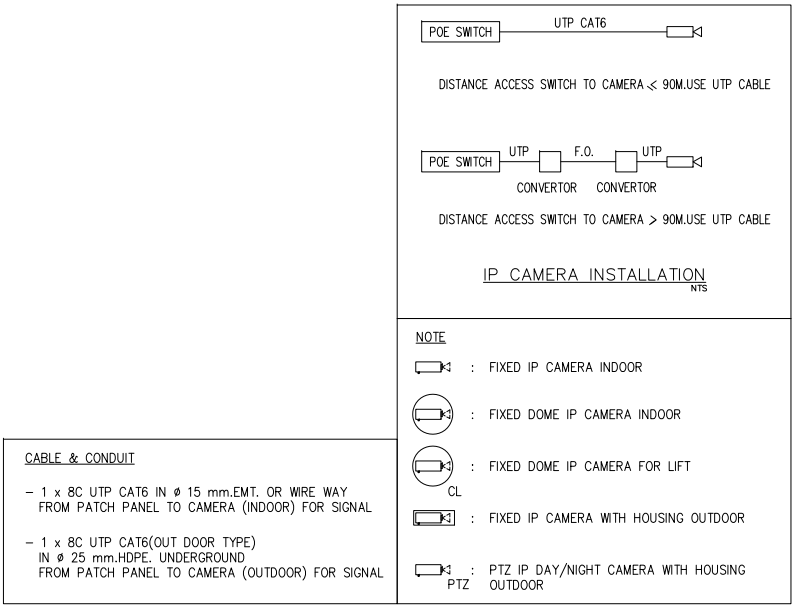 POE SWITCH
UTP CAT6
DISTANCE ACCESS SWITCH TO CAMERA ≤ 90M.USE UTP CABLE
POE SWITCH
UTP
F.O.
UTP
CONVERTOR
CONVERTOR
DISTANCE ACCESS SWITCH TO CAMERA > 90M.USE UTP CABLE
IP CAMERA INSTALLATION
NTS
NOTE
: FIXED IP CAMERA INDOOR
: FIXED DOME IP CAMERA INDOOR
: FIXED DOME IP CAMERA FOR LIFT
CL
: FIXED IP CAMERA WITH HOUSING OUTDOOR
: PTZ IP DAY/NIGHT CAMERA WITH HOUSING
PTZ OUTDOOR
CABLE & CONDUIT
– 1 x 8C UTP CAT6 IN ø 15 mm.EMT. OR WIRE WAY
FROM PATCH PANEL TO CAMERA (INDOOR) FOR SIGNAL
– 1 x 8C UTP CAT6(OUT DOOR TYPE)
IN ø 25 mm.HDPE. UNDERGROUND
FROM PATCH PANEL TO CAMERA (OUTDOOR) FOR SIGNAL